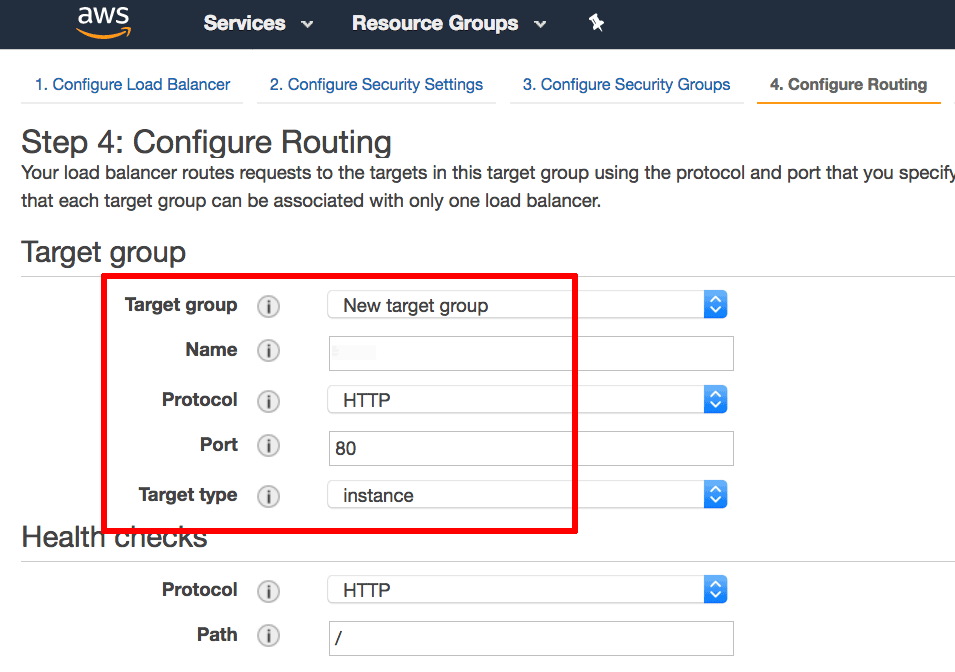 aws Services Resource Groups
1. Configure Load Balancer 2. Configure Security Settings 3. Configure Security Groups 4. Configure Routing
Step 4: Configure Routing
Your load balancer routes requests to the targets in this target group using the protocol and port that you specify
that each target group can be associated with only one load balancer.
Target group
Target group i New target group
Name i
Protocol i HTTP
Port i 80
Target type i instance
Health checks
Protocol i HTTP
Path i /